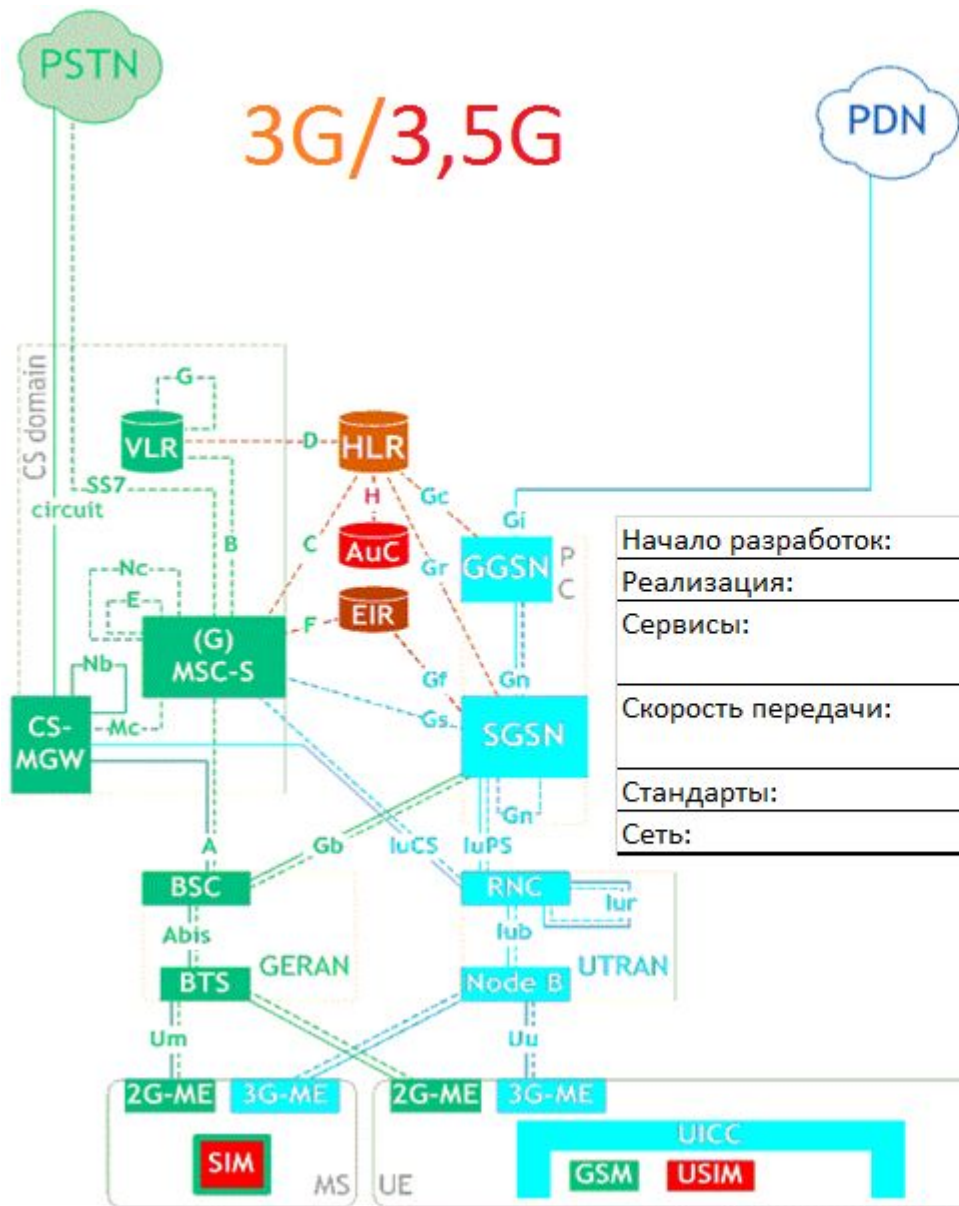 PSTN
3G/3,5G
PDN
CS domain
G
VLR
D
HLR
SS7
circuit
B
H
Gc
Gi
C
AuC
Gr
GGSN
P
C
Nc
E
F
EIR
(G)
MSC-S
Gf
Gn
Nb
Gs
SGSN
CS-
MGW
Mc
Gn
A
Gb
IuCS
IuPS
BSC
RNC
Iur
Abis
Iub
GERAN
UTRAN
BTS
Node B
Um
Uu
2G-ME
3G-ME
2G-ME
3G-ME
UICC
SIM
GSM
USIM
MS
UE
Начало разработок:
Реализация:
Сервисы:
Скорость передачи:
Стандарты:
Сеть: